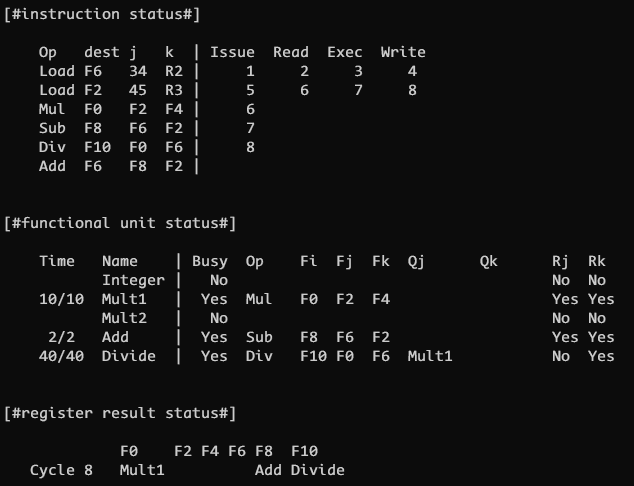 [#instruction status#]
Op dest j k | Issue Read Exec Write
Load F6 34 R2 | 1 2 3 4
Load F2 45 R3 | 5 6 7 8
Mul F0 F2 F4 | 6
Sub F8 F6 F2 | 7
Div F10 F0 F6 | 8
Add F6 F8 F2 |
[#functional unit status#]
Time Name | Busy Op Fi Fj Fk Qj Qk Rj Rk
Integer | No No No
10/10 Mult1 | Yes Mul F0 F2 F4 Yes Yes
Mult2 | No No No
2/2 Add | Yes Sub F8 F6 F2 Yes Yes
40/40 Divide | Yes Div F10 F0 F6 Mult1 No Yes
[#register result status#]
F0 F2 F4 F6 F8 F10
Cycle 8 Mult1 Add Divide